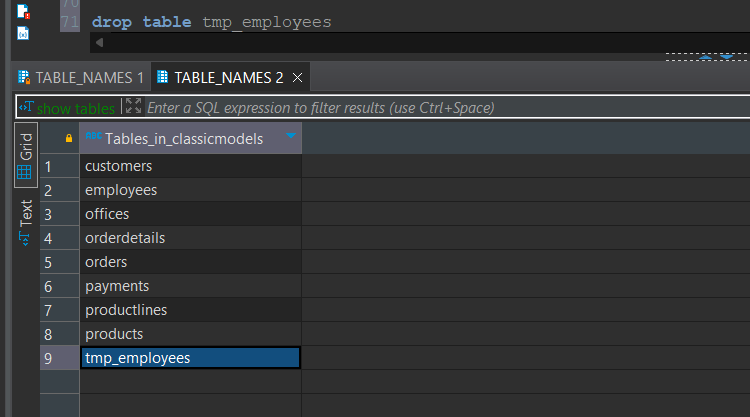 70
71 drop table tmp_employees
TABLE_NAMES 1 TABLE_NAMES 2
show tables Enter a SQL expression to filter results (use Ctrl+Space)
Grid
Text
Tables_in_classicmodels
1 customers
2 employees
3 offices
4 orderdetails
5 orders
6 payments
7 productlines
8 products
9 tmp_employees